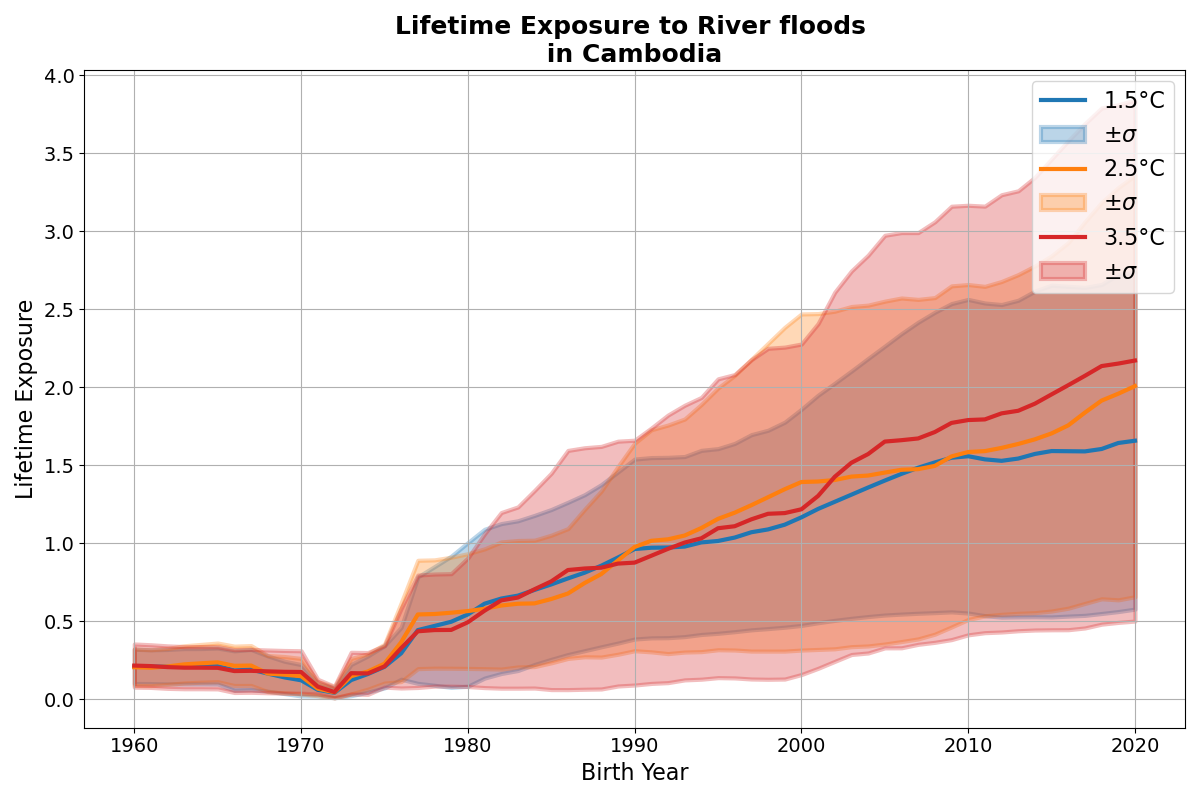 Lifetime Exposure to River floods
in Cambodia
Lifetime Exposure
4.0
3.5
3.0
2.5
2.0
1.5
1.0
0.5
0.0
1.5°C
±σ
2.5°C
±σ
3.5°C
±σ
1960 1970 1980 1990 2000 2010 2020
Birth Year